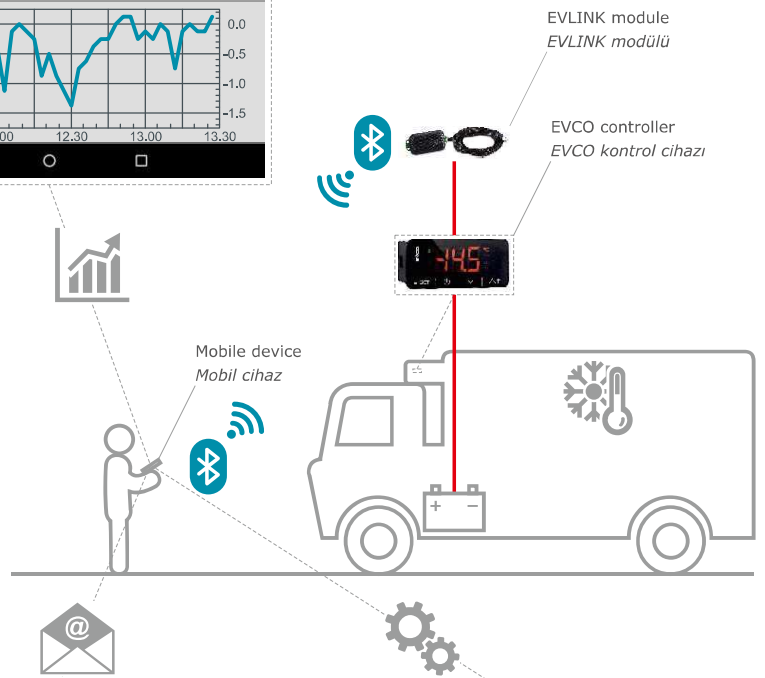 EVLINK module
EVLINK modülü
0.0
-0.5
-1.0
-1.5
00
12.30
13.00
13.30
EVCO controller
EVCO kontrol cihazı
-14.5
Mobile device
Mobil cihaz
+ −
@